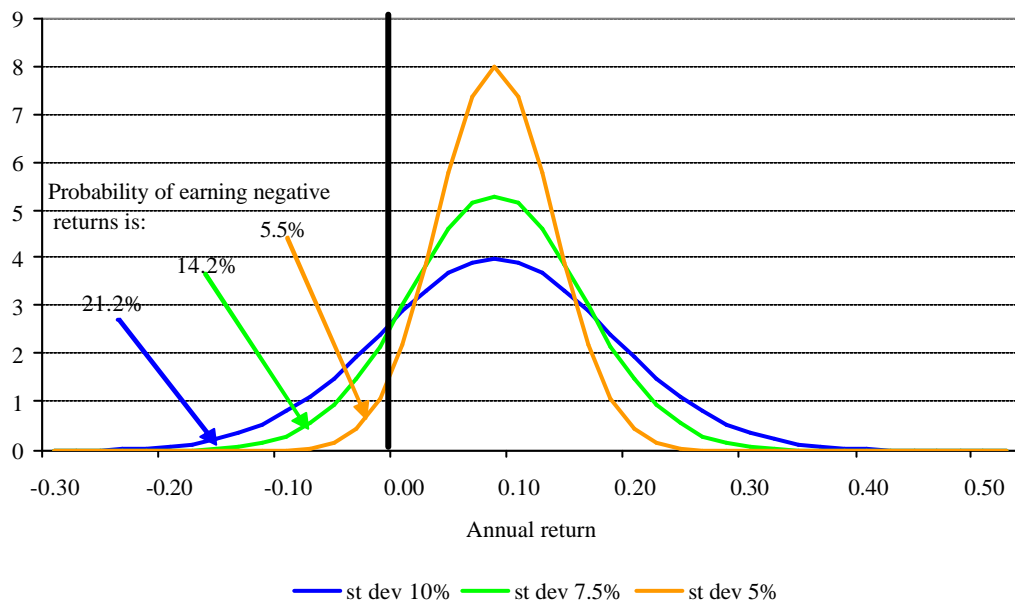 9
8
7
6
5
4
3
2
1
0
Probability of earning negative
returns is:
5.5%
14.2%
21.2%
-0.30 -0.20 -0.10 0.00 0.10 0.20 0.30 0.40 0.50
Annual return
st dev 10% st dev 7.5% st dev 5%